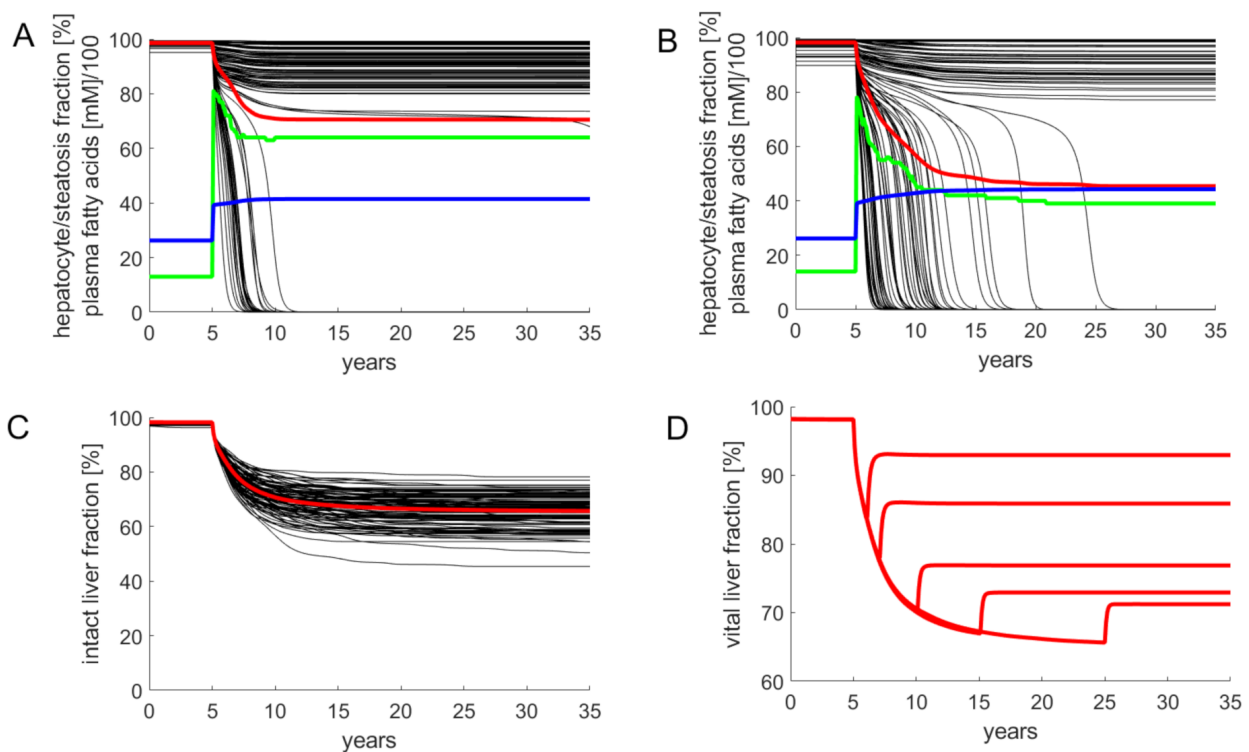 A
hepatocyte/steatosis fraction [%]
plasma fatty acids [mM]/100
100
80
60
40
20
0
0 5 10 15 20 25 30 35
years
B
hepatocyte/steatosis fraction [%]
plasma fatty acids [mM]/100
100
80
60
40
20
0
0 5 10 15 20 25 30 35
years
C
intact liver fraction [%]
100
80
60
40
20
0
0 5 10 15 20 25 30 35
years
D
vital liver fraction [%]
100
90
80
70
60
0 5 10 15 20 25 30 35
years